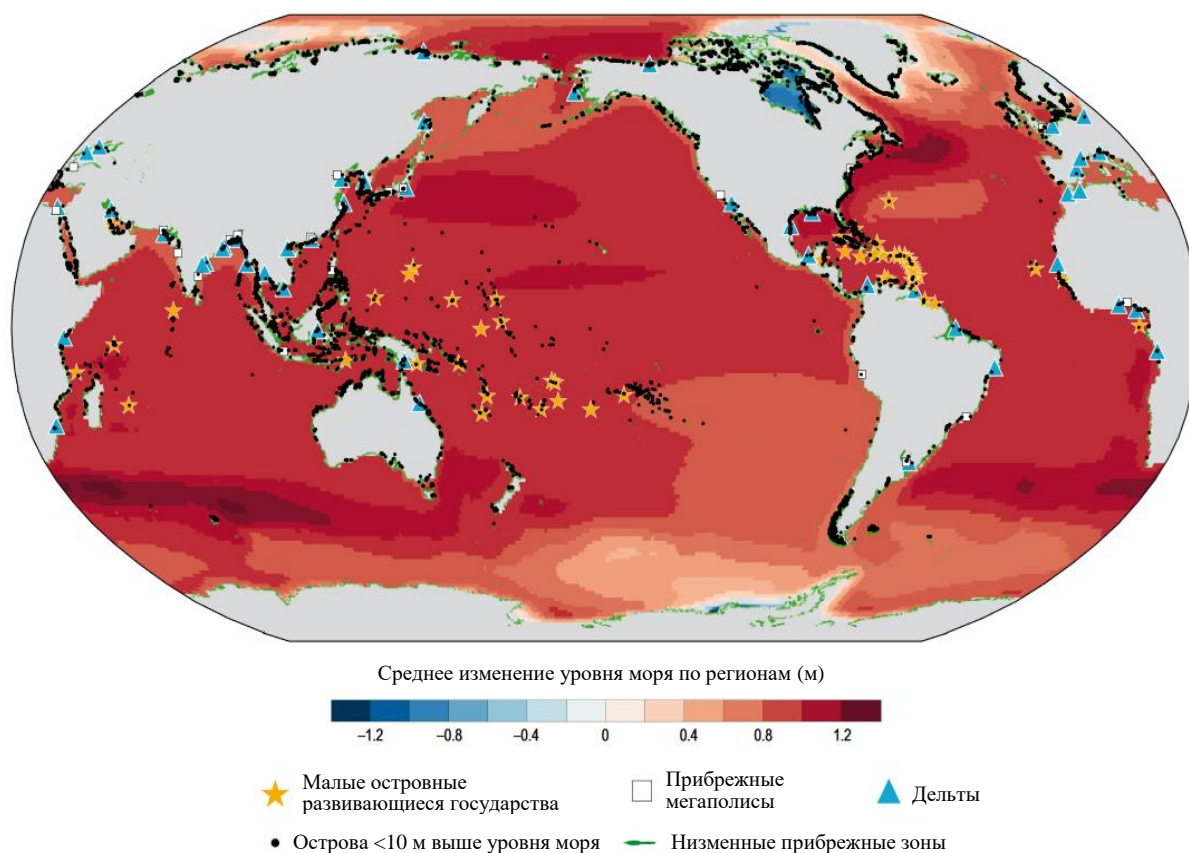 Среднее изменение уровня моря по регионам (м)
–1.2 –0.8 –0.4 0 0.4 0.8 1.2
Малые островные
развивающиеся государства
Прибрежные
мегаполисы
Дельты
Острова <10 м выше уровня моря
Низменные прибрежные зоны